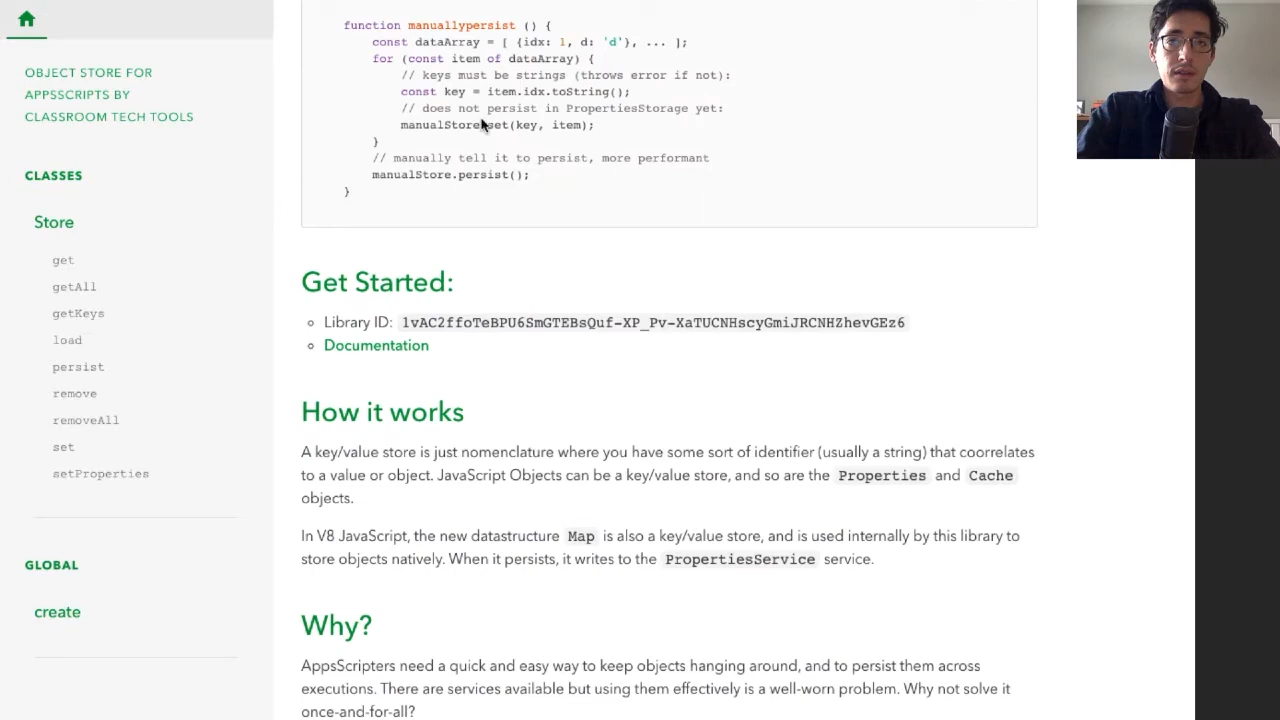 function manuallypersist () {
const dataArray = [ {idx: 1, d: 'd'}, ... ];
for (const item of dataArray) {
// keys must be strings (throws error if not):
const key = item.idx.toString();
// does not persist in PropertiesStorage yet:
manualStore.set(key, item);
}
// manually tell it to persist, more performant
manualStore.persist();
}
OBJECT STORE FOR
APPSSCRIPTS BY
CLASSROOM TECH TOOLS
CLASSES
Store
get
getAll
getKeys
load
persist
remove
removeAll
set
setProperties
GLOBAL
create
Get Started:
Library ID: 1vAC2ffoTeBPU6SmGTEBsQuf-XP_Pv-XaTUCNHscyGmiJRCNHZhevGEz6
Documentation
How it works
A key/value store is just nomenclature where you have some sort of identifier (usually a string) that coorrelates
to a value or object. JavaScript Objects can be a key/value store, and so are the Properties and Cache
objects.
In V8 JavaScript, the new datastructure Map is also a key/value store, and is used internally by this library to
store objects natively. When it persists, it writes to the PropertiesService service.
Why?
AppsScripters need a quick and easy way to keep objects hanging around, and to persist them across
executions. There are services available but using them effectively is a well-worn problem. Why not solve it
once-and-for-all?